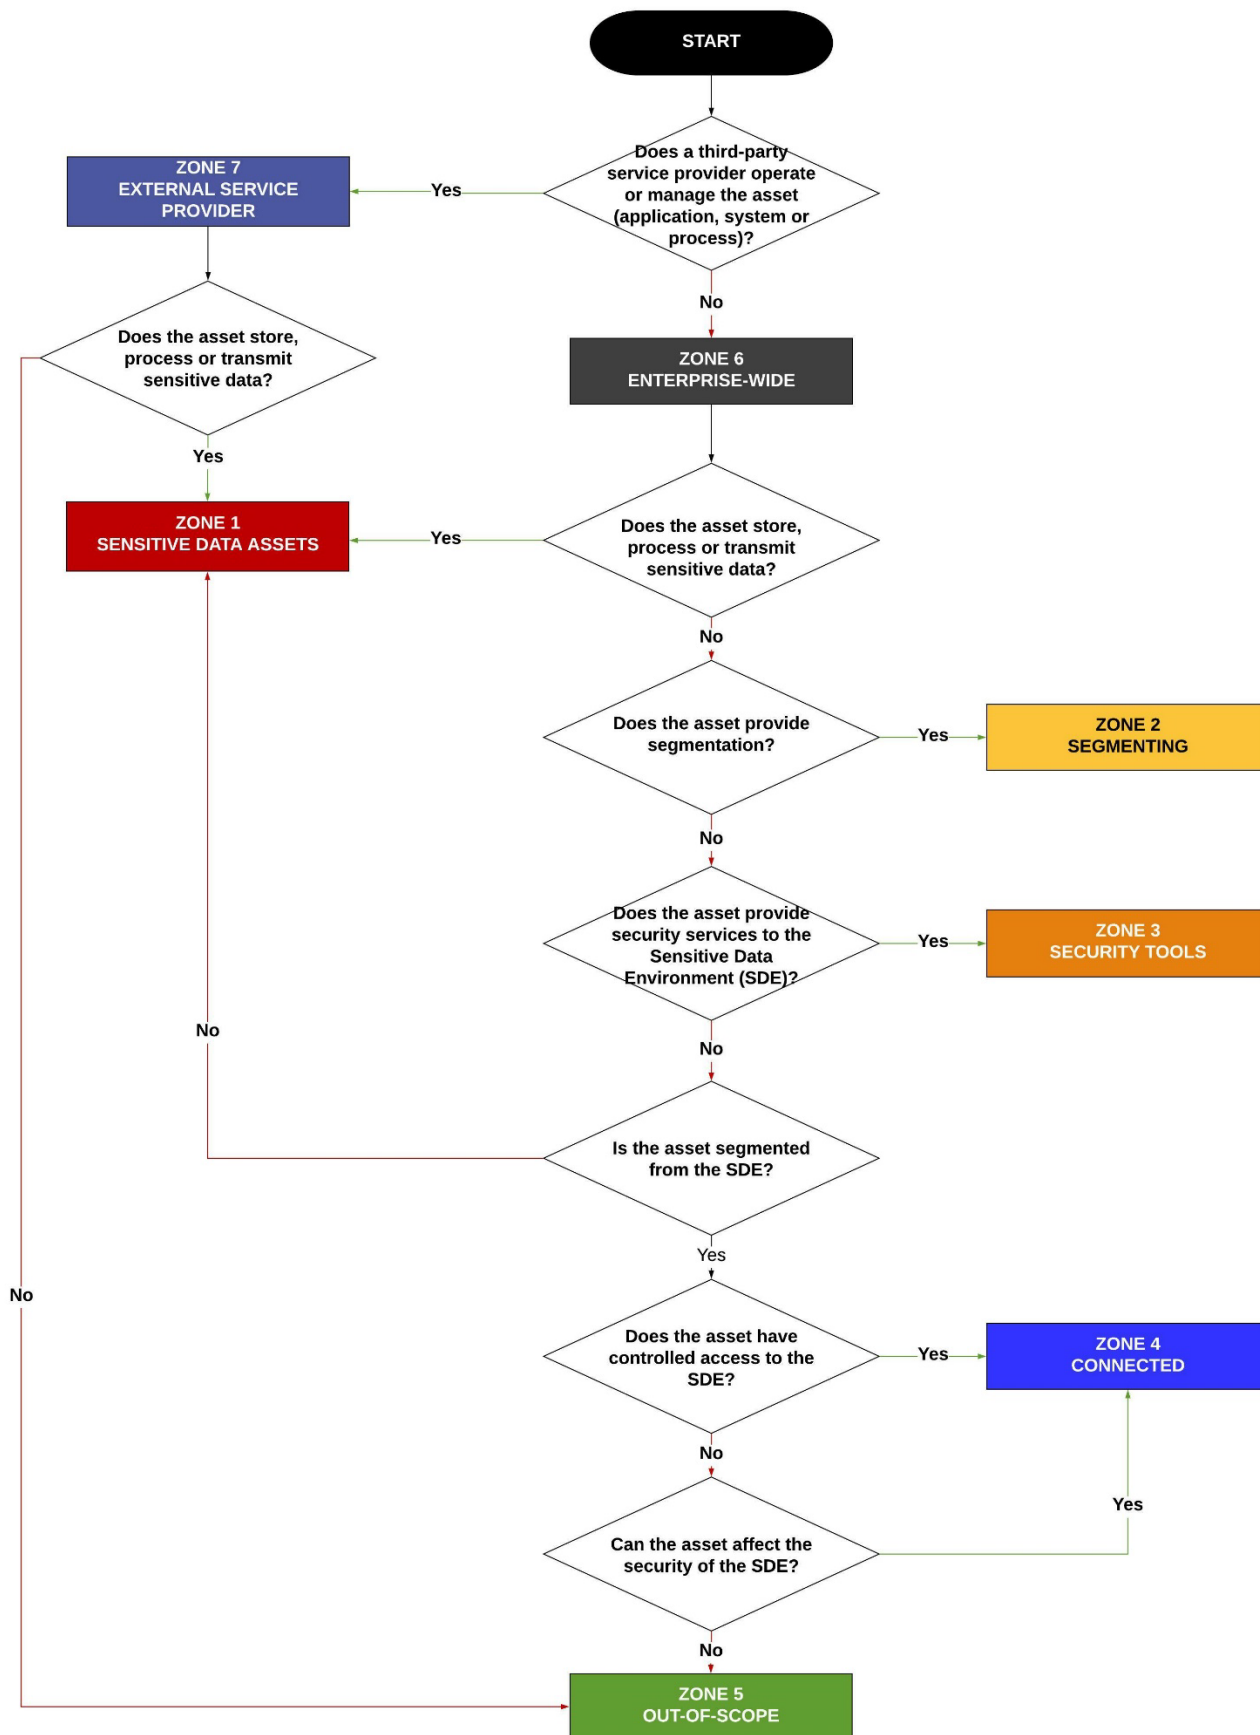 START
Does a third-party
service provider operate
or manage the asset
(application, system or
process)?
Yes
ZONE 7
EXTERNAL SERVICE
PROVIDER
No
Does the asset store,
process or transmit
sensitive data?
ZONE 6
ENTERPRISE-WIDE
Yes
ZONE 1
SENSITIVE DATA ASSETS
Yes
Does the asset store,
process or transmit
sensitive data?
No
Does the asset provide
segmentation?
Yes
ZONE 2
SEGMENTING
No
Does the asset provide
security services to the
Sensitive Data
Environment (SDE)?
Yes
ZONE 3
SECURITY TOOLS
No
No
Is the asset segmented
from the SDE?
Yes
No
Does the asset have
controlled access to the
SDE?
Yes
ZONE 4
CONNECTED
No
Yes
Can the asset affect the
security of the SDE?
No
ZONE 5
OUT-OF-SCOPE